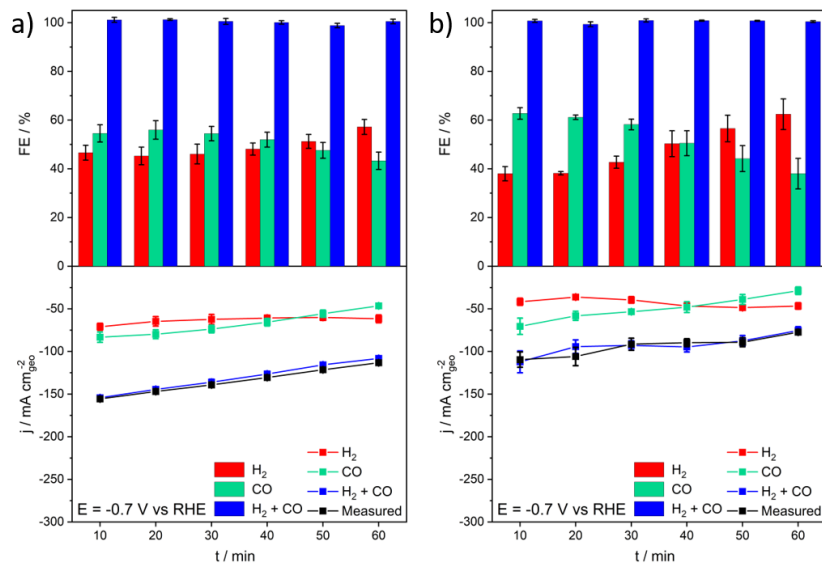 a)
100
80
60
40
20
0
FE / %
-50
-100
-150
-200
-250
-300
j / mA cm⁻²geo
H₂
CO
H₂ + CO
H₂
CO
H₂ + CO
Measured
E = -0.7 V vs RHE
10 20 30 40 50 60
t / min
b)
100
80
60
40
20
0
FE / %
-50
-100
-150
-200
-250
-300
j / mA cm⁻²geo
H₂
CO
H₂ + CO
H₂
CO
H₂ + CO
Measured
E = -0.7 V vs RHE
10 20 30 40 50 60
t / min